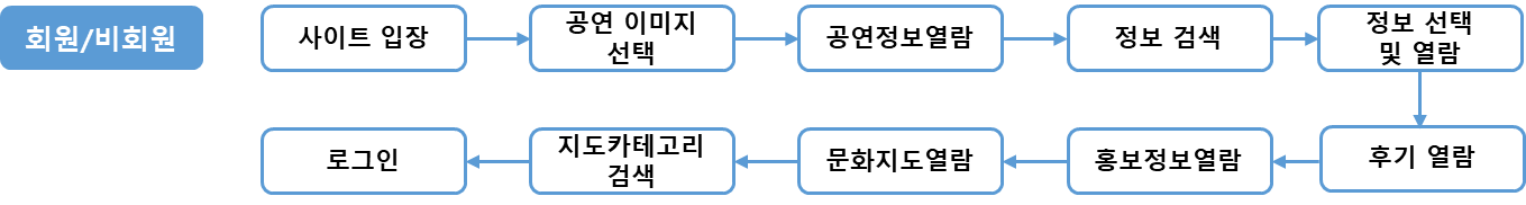 회원/비회원
사이트 입장
공연 이미지
선택
공연정보열람
정보 검색
정보 선택
및 열람
후기 열람
홍보정보열람
문화지도열람
지도카테고리
검색
로그인